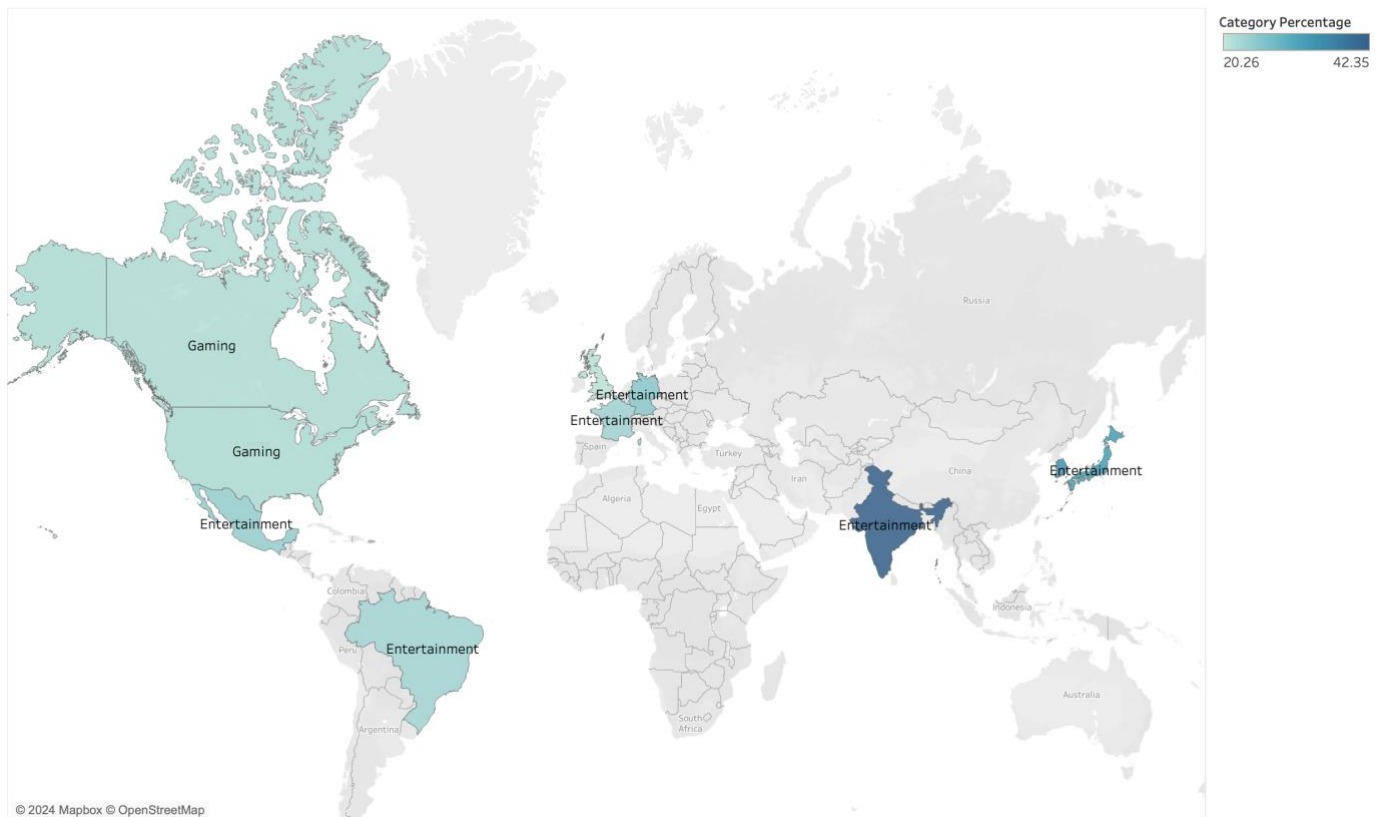 Category Percentage
20.26 42.35
Russia
Gaming
Entertainment
Entertainment
Spain
Turkey
Gaming
Iran
China
Entertainment
Algeria
Egypt
Entertainment
Entertainment
Colombia
Indonesia
Peru
Entertainment
Australia
Argentina
South
Africa
© 2024 Mapbox © OpenStreetMap